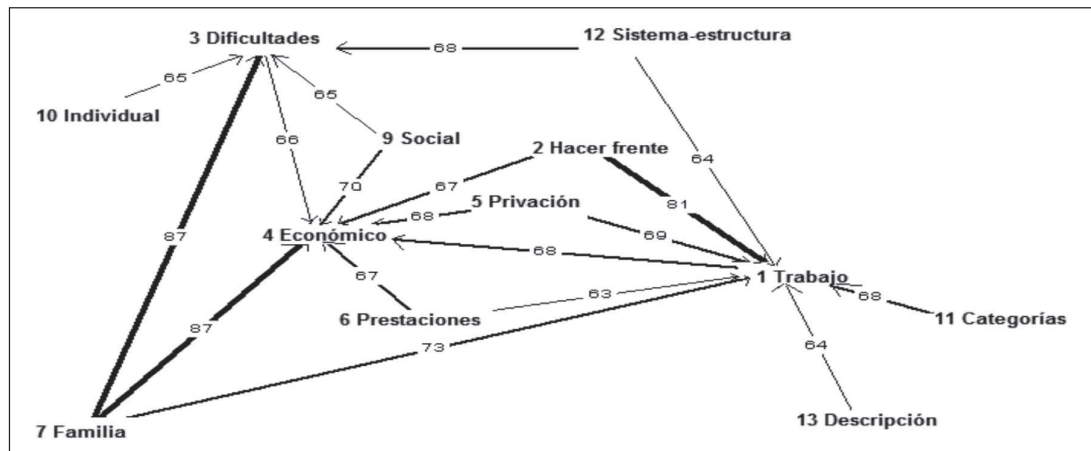 3 Dificultades
12 Sistema-estructura
68
65
10 Individual
65
66
9 Social
2 Hacer frente
64
70
67
5 Privación
81
68
69
4 Económico
87
68
67
1 Trabajo
63
6 Prestaciones
68
11 Categorías
87
73
64
13 Descripción
7 Familia